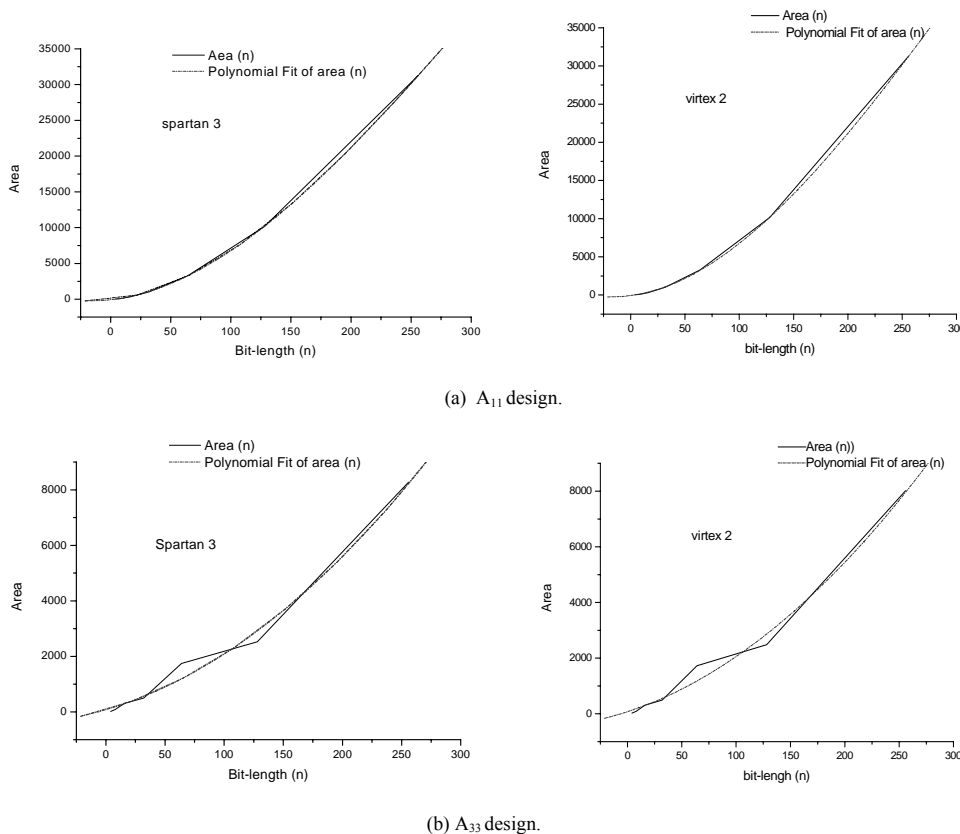 Aea (n)
Polynomial Fit of area (n)
35000
30000
25000
20000
15000
10000
5000
0
Area
spartan 3
0 50 100 150 200 250 300
Bit-length (n)
Area (n)
Polynomial Fit of area (n)
35000
30000
25000
20000
15000
10000
5000
0
Area
virtex 2
0 50 100 150 200 250 300
bit-length (n)
(a) A11 design.
Area (n)
Polynomial Fit of area (n)
8000
6000
4000
2000
0
Area
Spartan 3
0 50 100 150 200 250 300
Bit-length (n)
Area (n))
Polynomial Fit of area (n)
8000
6000
4000
2000
0
Area
virtex 2
0 50 100 150 200 250 300
bit-length (n)
(b) A33 design.